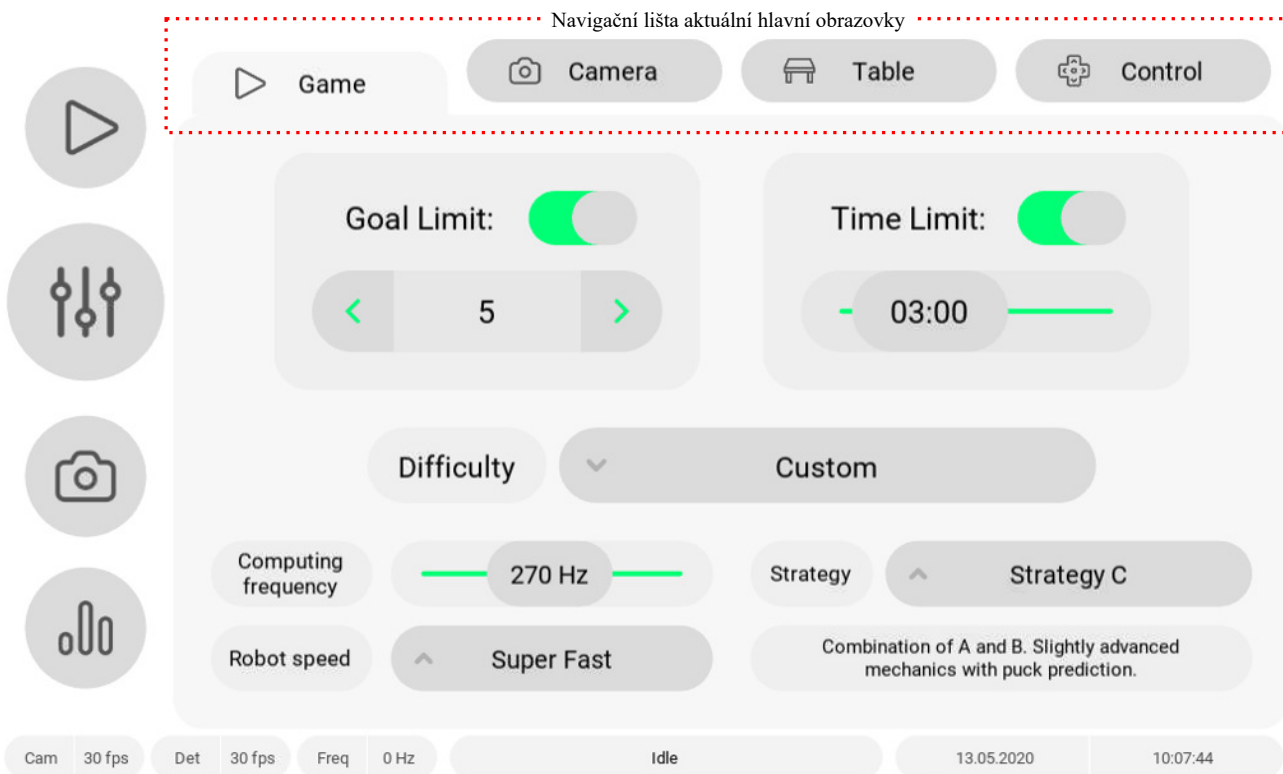 Navigační lišta aktuální hlavní obrazovky
Game
Camera
Table
Control
Goal Limit:
5
Time Limit:
03:00
Difficulty
Custom
Computing
frequency
270 Hz
Strategy
Strategy C
Robot speed
Super Fast
Combination of A and B. Slightly advanced
mechanics with puck prediction.
Cam 30 fps Det 30 fps Freq 0 Hz Idle 13.05.2020 10:07:44